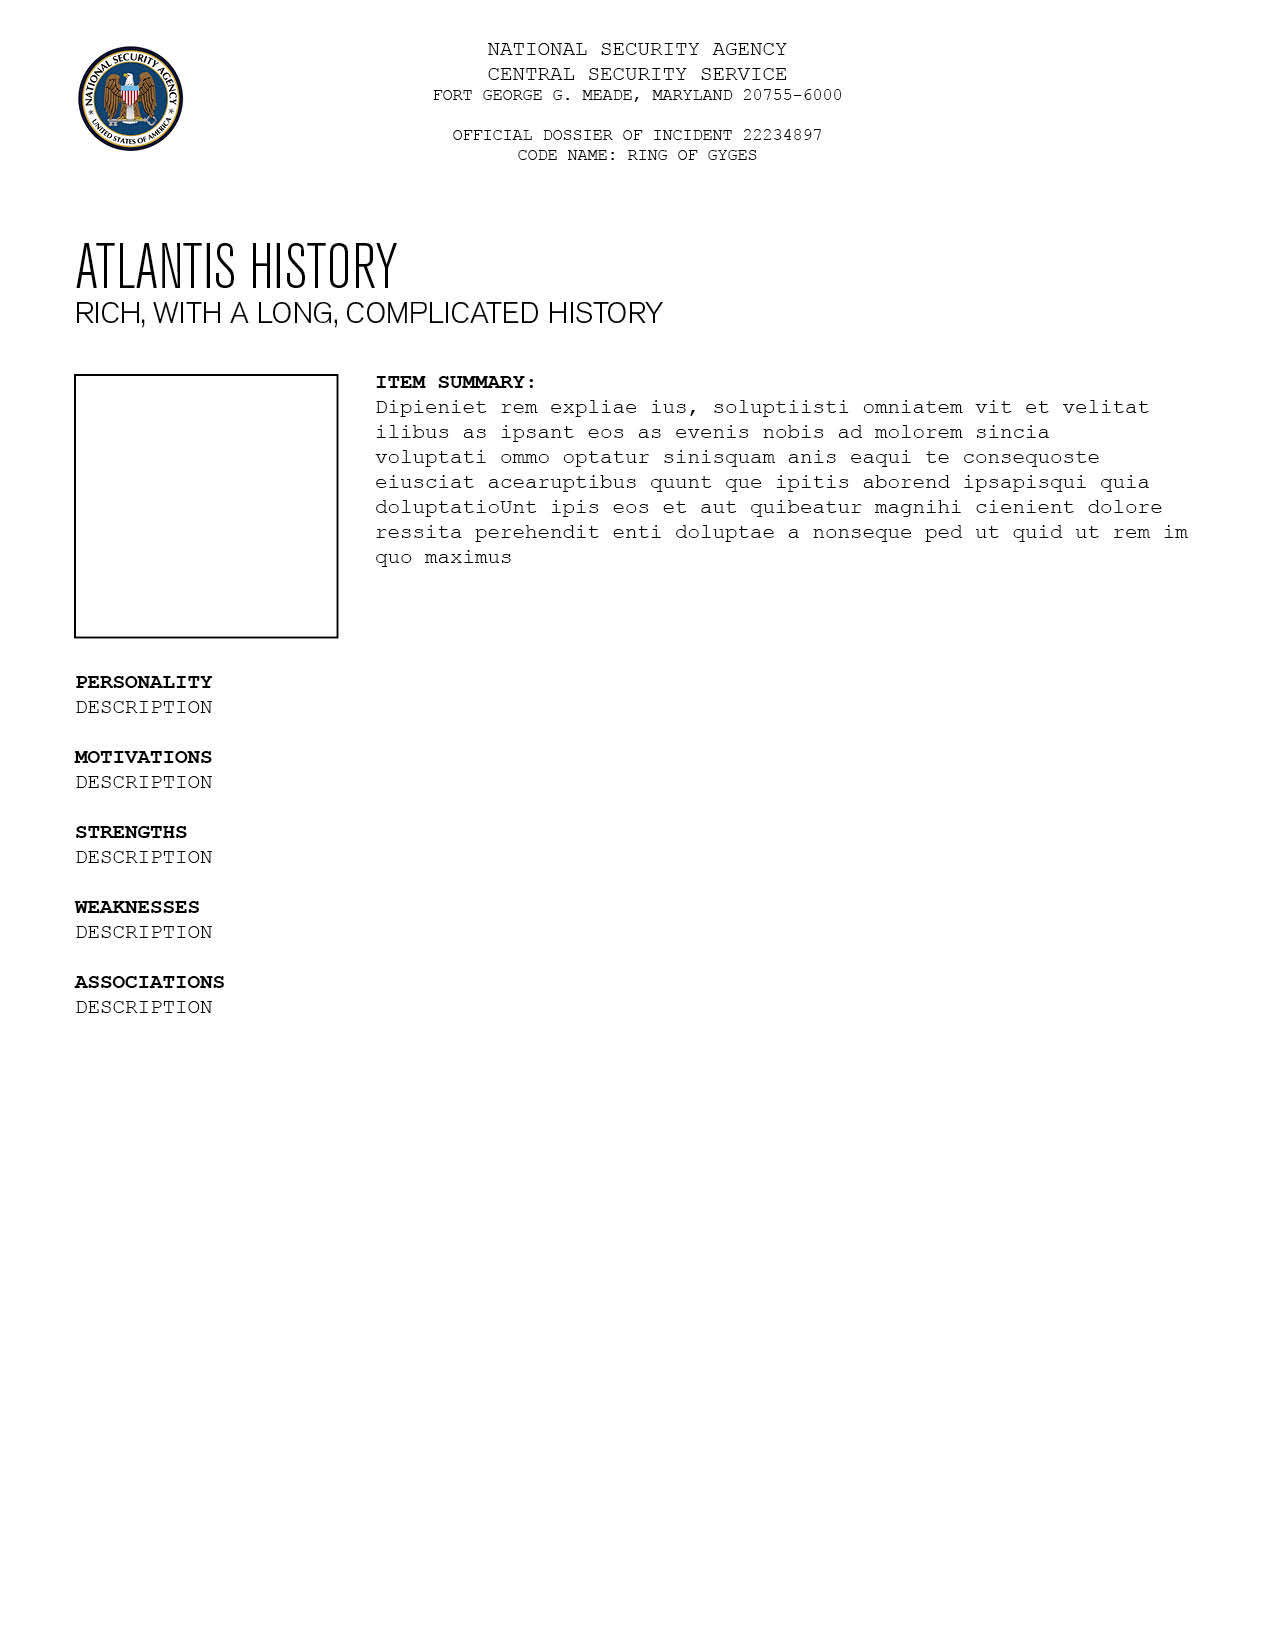 NATIONAL SECURITY AGENCY
CENTRAL SECURITY SERVICE
FORT GEORGE G. MEADE, MARYLAND 20755-6000
OFFICIAL DOSSIER OF INCIDENT 22234897
CODE NAME: RING OF GYGES
NATIONAL SECURITY AGENCY
UNITED STATES OF AMERICA
ATLANTIS HISTORY
RICH, WITH A LONG, COMPLICATED HISTORY
ITEM SUMMARY:
Dipieniet rem expliae ius, soluptiisti omniatem vit et velitat
ilibus as ipsant eos as evenis nobis ad molorem sincia
voluptati ommo optatur sinisquam anis eaqui te consequoste
eiusciat acearuptibus quunt que ipitis aborend ipsapisqui quia
doluptatioUnt ipis eos et aut quibeatur magnihi cienient dolore
ressita perehendit enti doluptae a nonseque ped ut quid ut rem im
quo maximus
PERSONALITY
DESCRIPTION
MOTIVATIONS
DESCRIPTION
STRENGTHS
DESCRIPTION
WEAKNESSES
DESCRIPTION
ASSOCIATIONS
DESCRIPTION